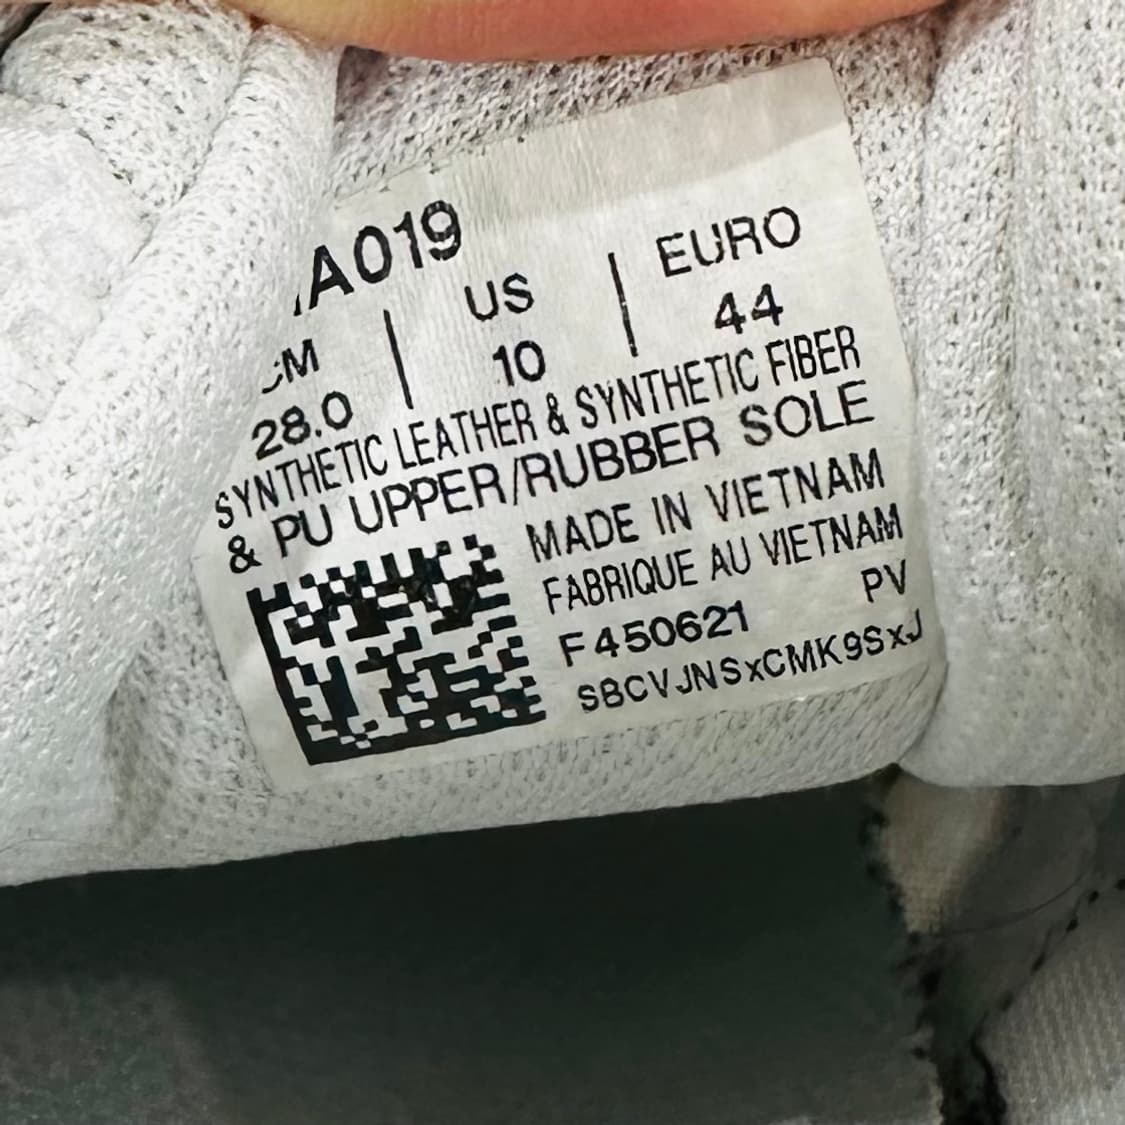 A019
CM | US | EURO
28.0 | 10 | 44
SYNTHETIC LEATHER & SYNTHETIC FIBER
& PU UPPER/RUBBER SOLE
MADE IN VIETNAM
FABRIQUE AU VIETNAM
PV
F450621
SBCVJNSxCMK9SxJ